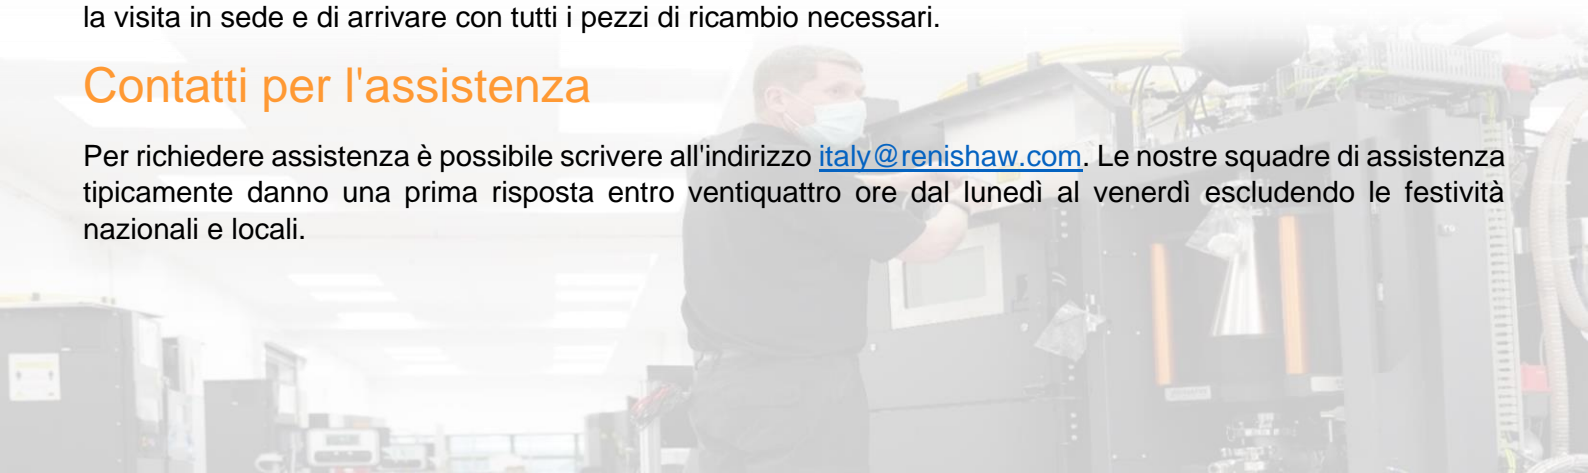 la visita in sede e di arrivare con tutti i pezzi di ricambio necessari.
Contatti per l'assistenza
Per richiedere assistenza è possibile scrivere all'indirizzo italy@renishaw.com. Le nostre squadre di assistenza
tipicamente danno una prima risposta entro ventiquattro ore dal lunedì al venerdì escludendo le festività
nazionali e locali.